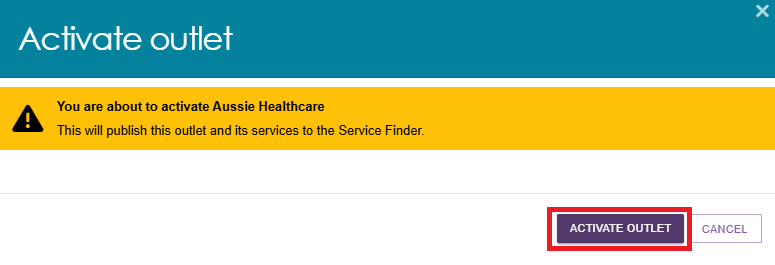 Activate outlet
You are about to activate Aussie Healthcare
This will publish this outlet and its services to the Service Finder.
ACTIVATE OUTLET
CANCEL